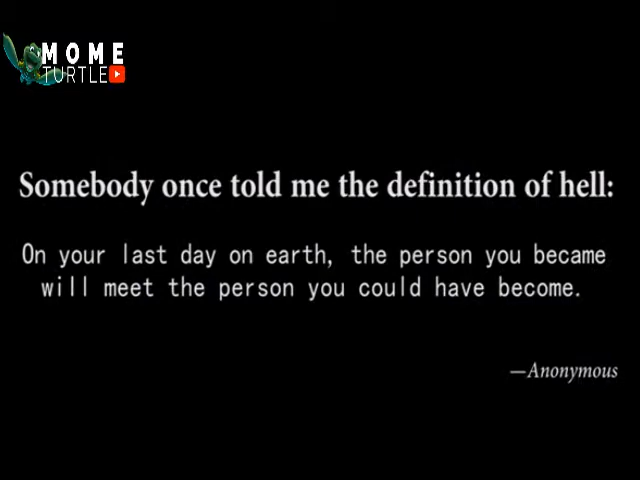 MOME
TURTLE
Somebody once told me the definition of hell:
On your last day on earth, the person you became
will meet the person you could have become.
—Anonymous